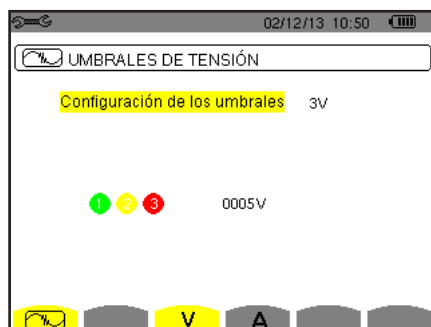 02/12/13 10:50
UMBRALES DE TENSIÓN
Configuración de los umbrales 3V
1 2 3 0005V
V A